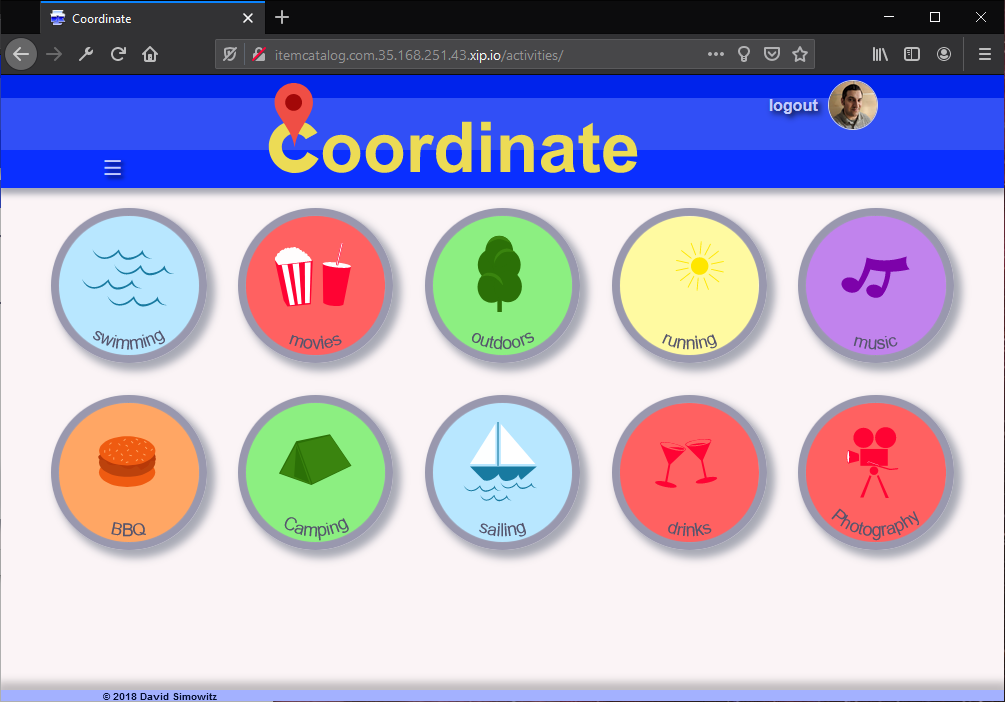 Coordinate
itemcatalog.com.35.168.251.43.xip.io/activities/
logout
Coordinate
swimming
movies
outdoors
running
music
BBQ
Camping
sailing
drinks
Photography
© 2018 David Simowitz